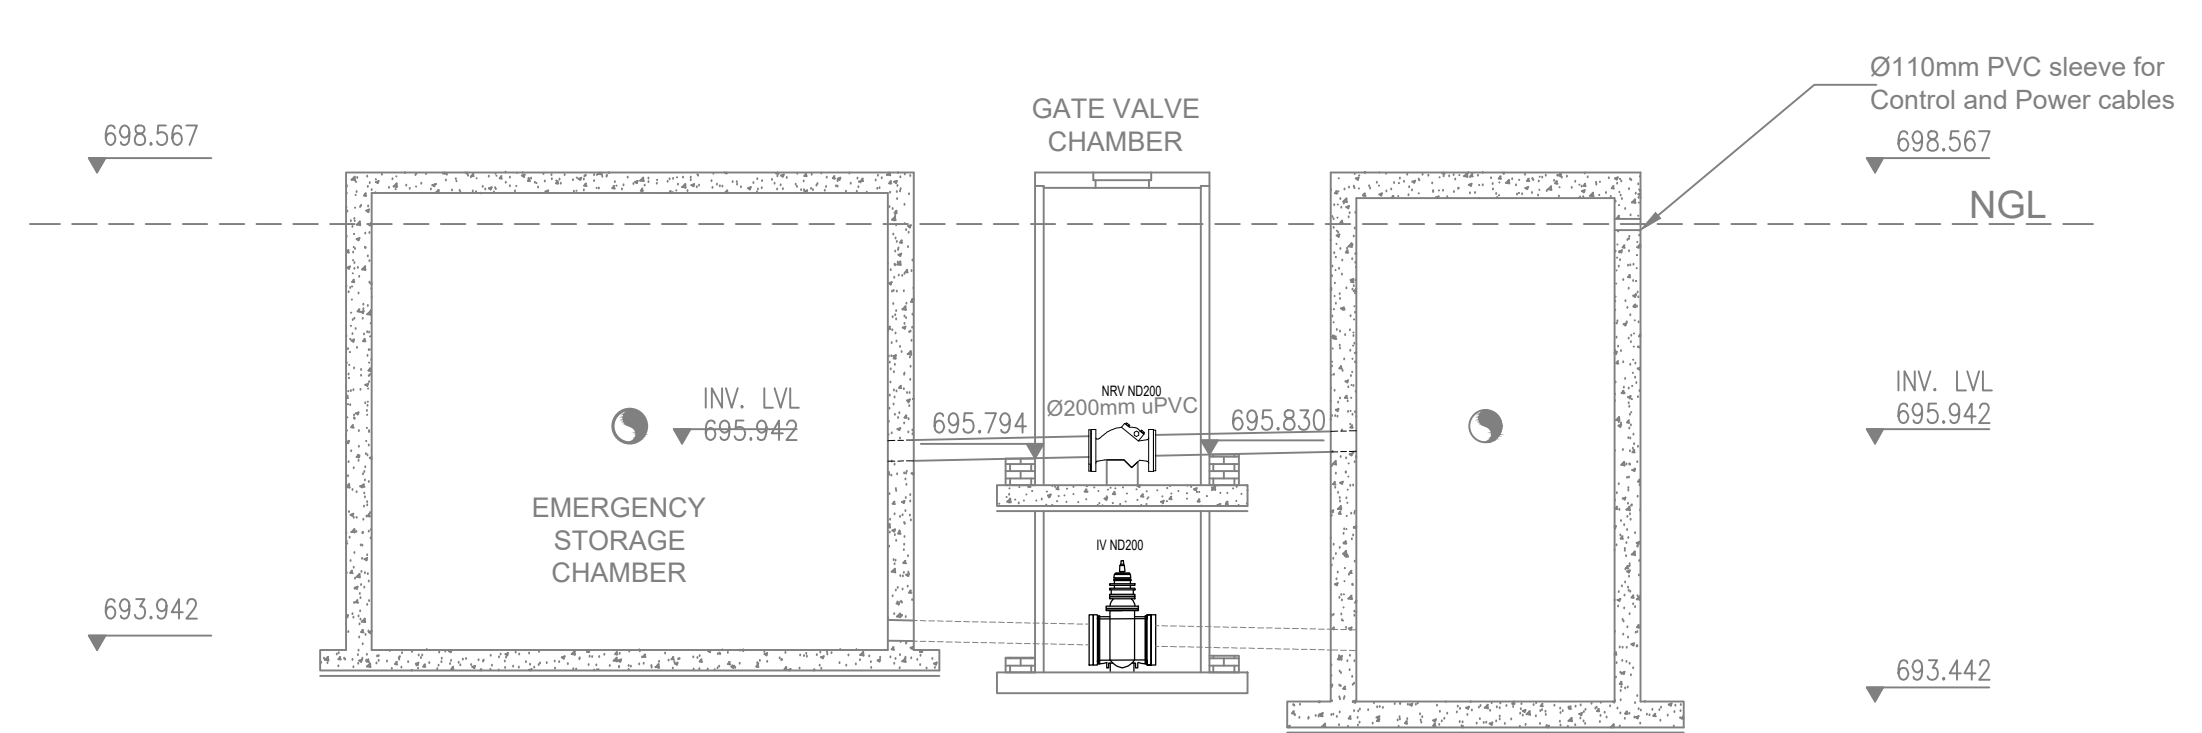 Ø110mm PVC sleeve for
Control and Power cables
GATE VALVE
CHAMBER
698.567
698.567
NGL
INV. LVL
695.942
695.794
NRV ND200
Ø200mm uPVC
695.830
INV. LVL
695.942
EMERGENCY
STORAGE
CHAMBER
IV ND200
693.942
693.442